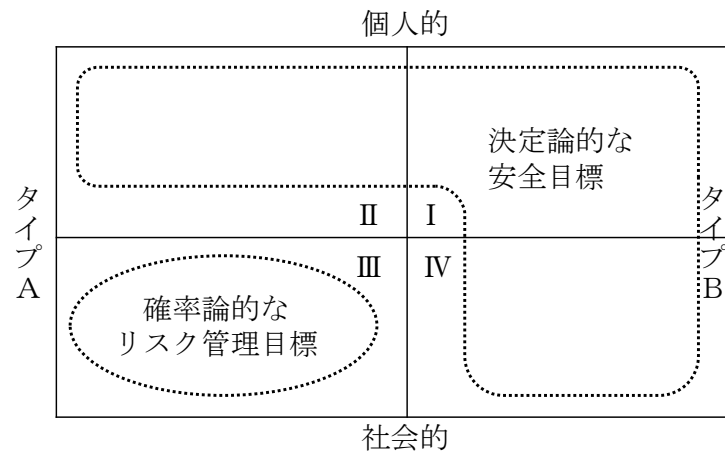 個人的
決定論的な
安全目標
タイプA
タイプB
Ⅱ
Ⅰ
Ⅲ
Ⅳ
確率論的な
リスク管理目標
社会的